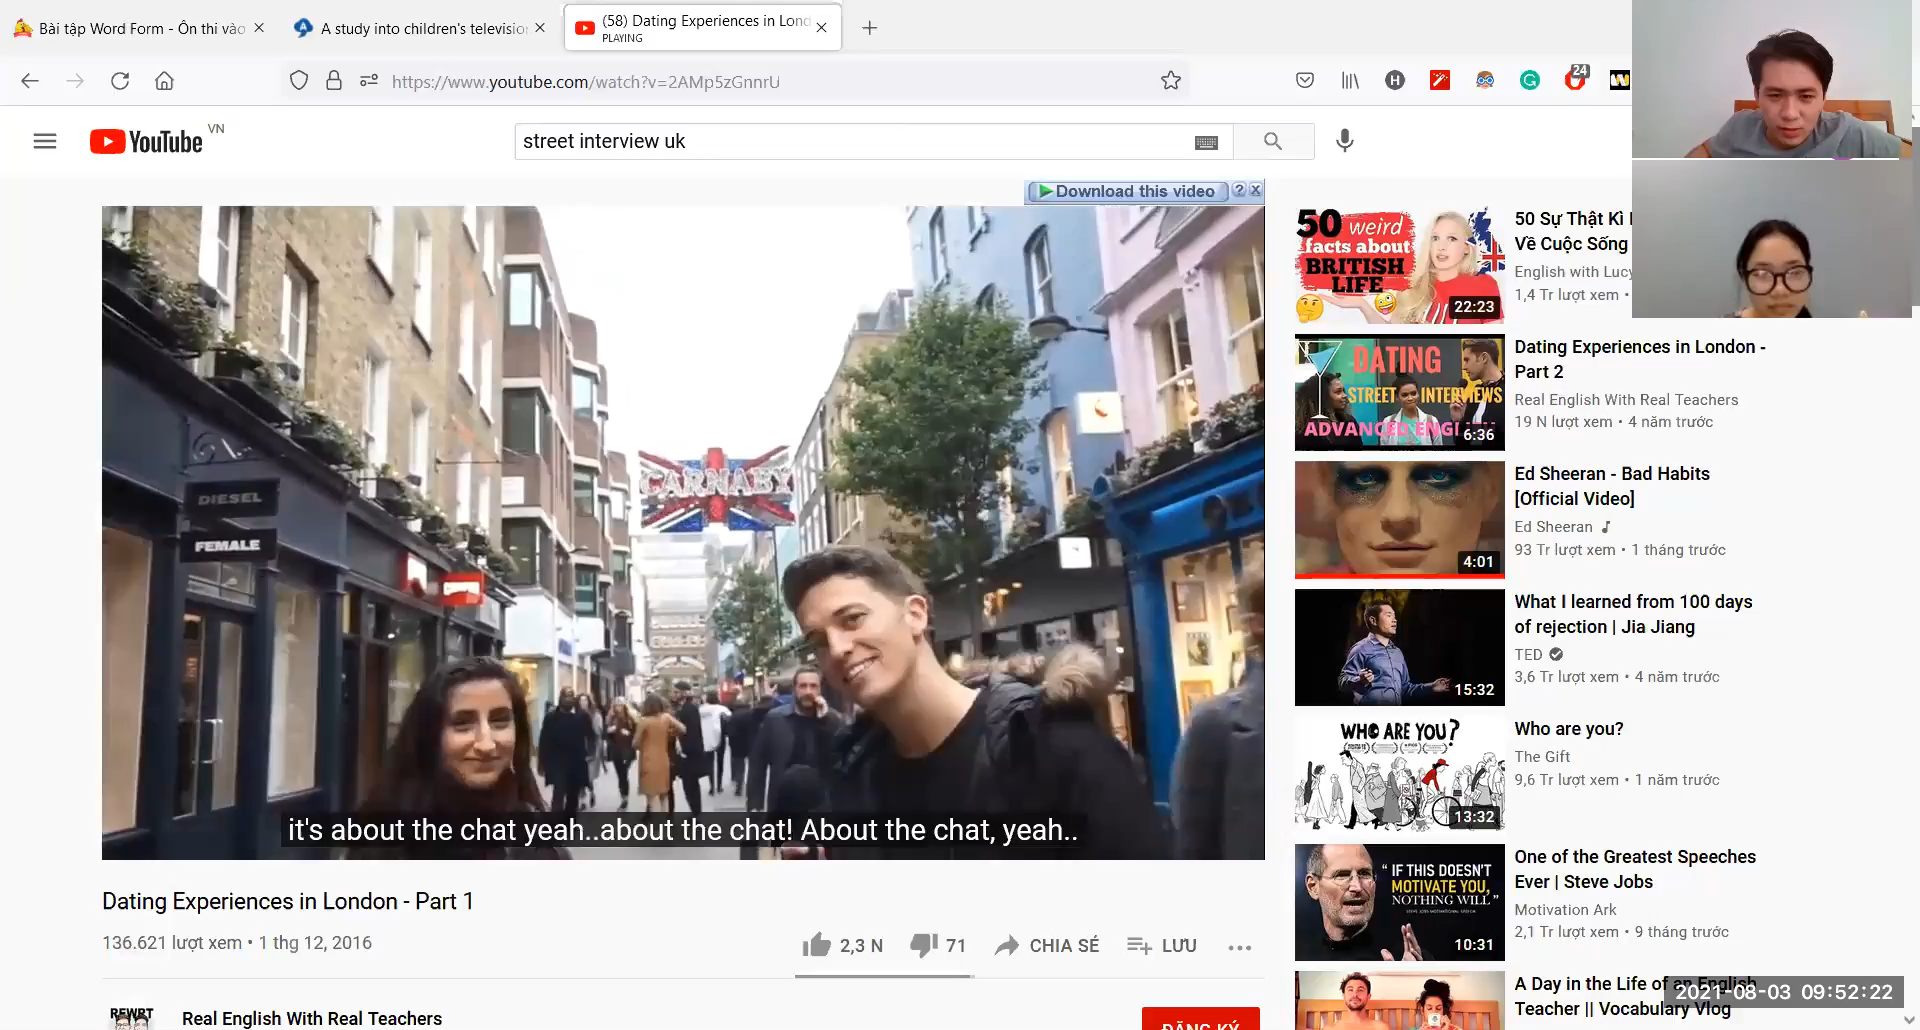 Bài tập Word Form - Ôn thi vào
A study into children's televisio
(58) Dating Experiences in Lond
PLAYING
https://www.youtube.com/watch?v=2AMp5zGnnrU
24
YouTube VN
street interview uk
Download this video
DIESEL
FEMALE
CARNABY
it's about the chat yeah..about the chat! About the chat, yeah..
Dating Experiences in London - Part 1
136.621 lượt xem • 1 thg 12, 2016
2,3 N
71
CHIA SẺ
LƯU
REWRT
Real English With Real Teachers
ĐĂNG KÝ
50 weird
facts about
BRITISH
LIFE
22:23
50 Sự Thật Kì
Về Cuộc Sống
English with Lucy
1,4 Tr lượt xem •
DATING
STREET INTERVIEWS
ADVANCED ENGL
6:36
Dating Experiences in London -
Part 2
Real English With Real Teachers
19 N lượt xem • 4 năm trước
4:01
Ed Sheeran - Bad Habits
[Official Video]
Ed Sheeran
93 Tr lượt xem • 1 tháng trước
15:32
What I learned from 100 days
of rejection | Jia Jiang
TED
3,6 Tr lượt xem • 4 năm trước
WHO ARE YOU?
13:32
Who are you?
The Gift
9,6 Tr lượt xem • 1 năm trước
"IF THIS DOESN'T
MOTIVATE YOU,
NOTHING WILL"
10:31
One of the Greatest Speeches
Ever | Steve Jobs
Motivation Ark
2,1 Tr lượt xem • 9 tháng trước
A Day in the Life of an English
Teacher || Vocabulary Vlog
2021-08-03 09:52:22